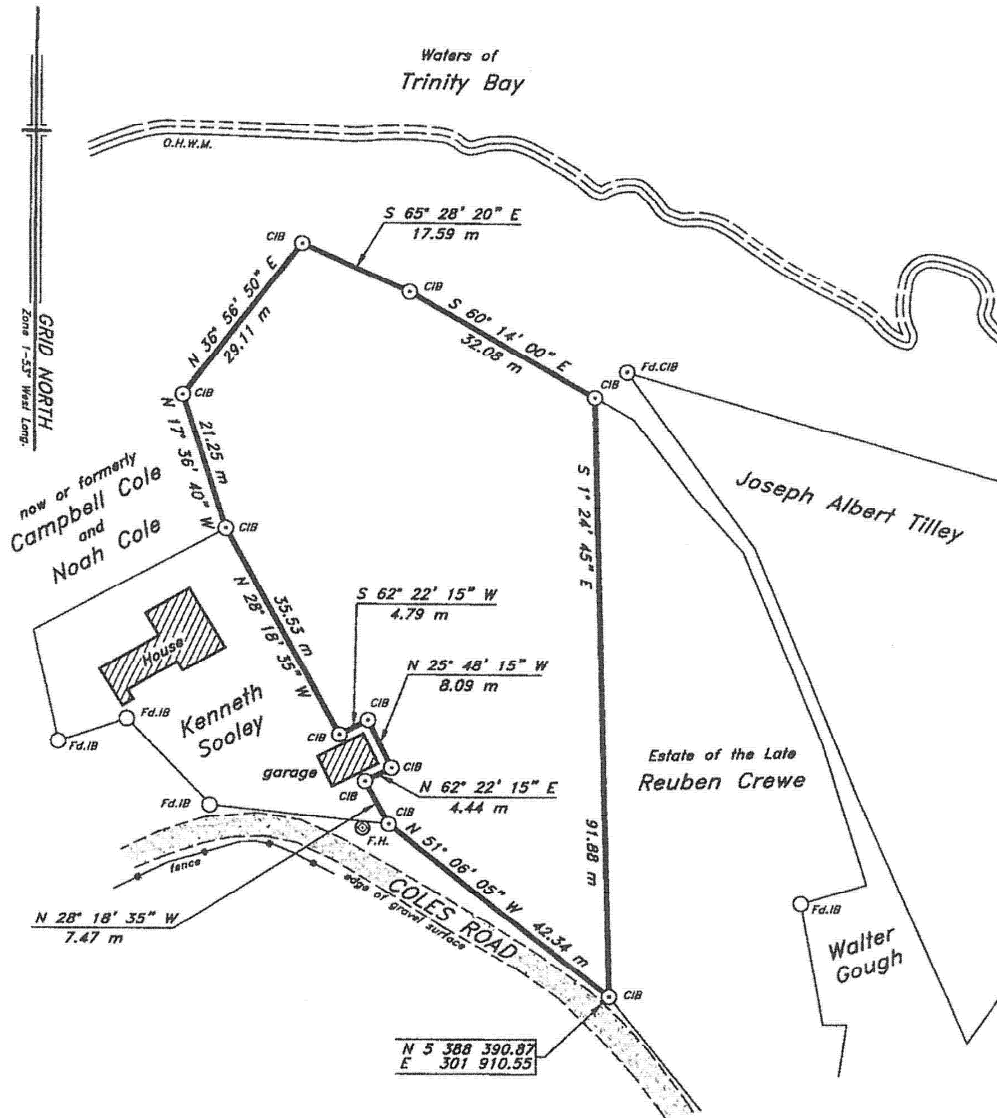 Waters of
Trinity Bay
O.H.W.M.
GRID NORTH
Zone 1-53° West Long.
S 65° 28' 20" E
17.59 m
CIB
CIB
N 36° 56' 50" E
29.11 m
S 60° 14' 00" E
32.08 m
CIB
Fd.CIB
CIB
N 17° 36' 40" W
21.25 m
now or formerly
Campbell Cole
and
Noah Cole
CIB
S 1° 24' 45" E
91.88 m
Joseph Albert Tilley
35.53 m
N 28° 18' 35" W
S 62° 22' 15" W
4.79 m
N 25° 48' 15" W
8.09 m
House
Kenneth
Sooley
Fd.IB
Fd.IB
CIB
CIB
garage
CIB
CIB
CIB
N 62° 22' 15" E
4.44 m
Estate of the Late
Reuben Crewe
Fd.IB
F.H.
fence
edge of gravel surface
COLES ROAD
N 51° 06' 05" W 42.34 m
N 28° 18' 35" W
7.47 m
Fd.IB
Walter
Gough
CIB
N 5 388 390.87
E 301 910.55